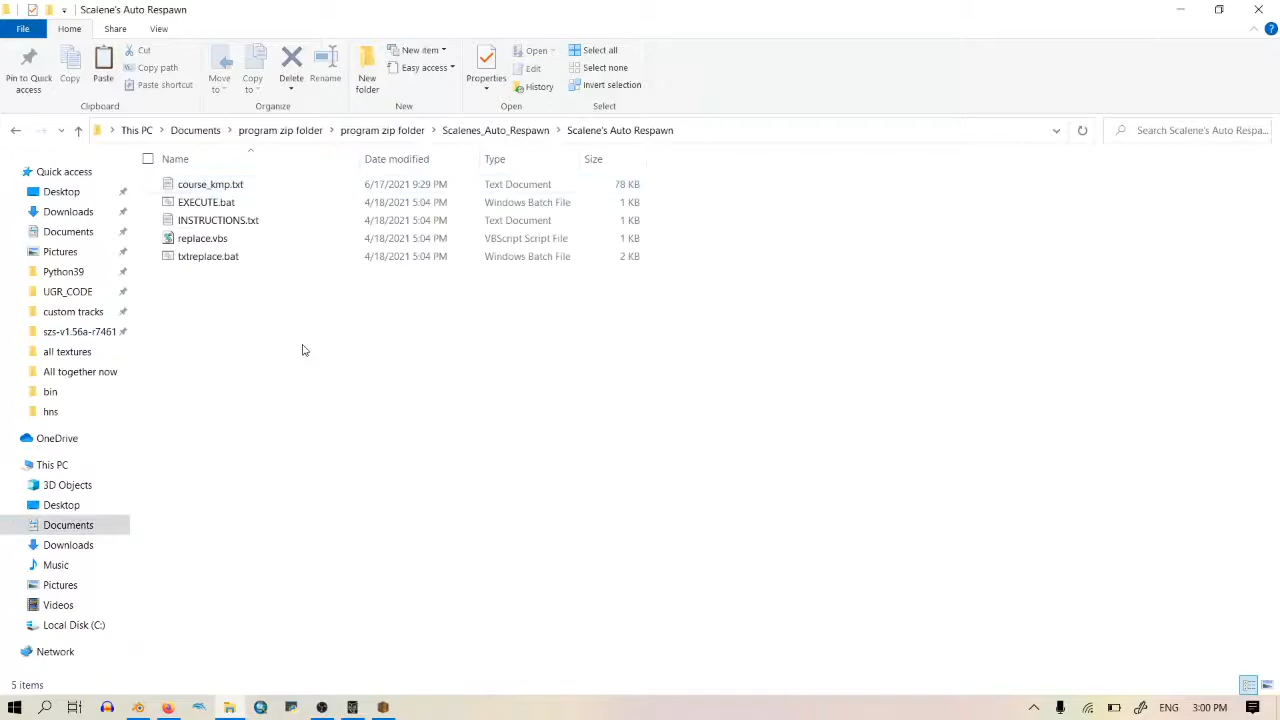 Scalene's Auto Respawn
File Home Share View
Pin to Quick access
Copy
Paste
Cut
Copy path
Paste shortcut
Clipboard
Move to
Copy to
Delete
Rename
Organize
New folder
New item
Easy access
New
Properties
Open
Edit
History
Open
Select all
Select none
Invert selection
Select
This PC > Documents > program zip folder > program zip folder > Scalenes_Auto_Respawn > Scalene's Auto Respawn
Search Scalene's Auto Respa...
Name Date modified Type Size
course_kmp.txt 6/17/2021 9:29 PM Text Document 78 KB
EXECUTE.bat 4/18/2021 5:04 PM Windows Batch File 1 KB
INSTRUCTIONS.txt 4/18/2021 5:04 PM Text Document 1 KB
replace.vbs 4/18/2021 5:04 PM VBScript Script File 1 KB
txtreplace.bat 4/18/2021 5:04 PM Windows Batch File 2 KB
Quick access
Desktop
Downloads
Documents
Pictures
Python39
UGR_CODE
custom tracks
szs-v1.56a-r7461
all textures
All together now
bin
hns
OneDrive
This PC
3D Objects
Desktop
Documents
Downloads
Music
Pictures
Videos
Local Disk (C:)
Network
5 items
ENG 3:00 PM